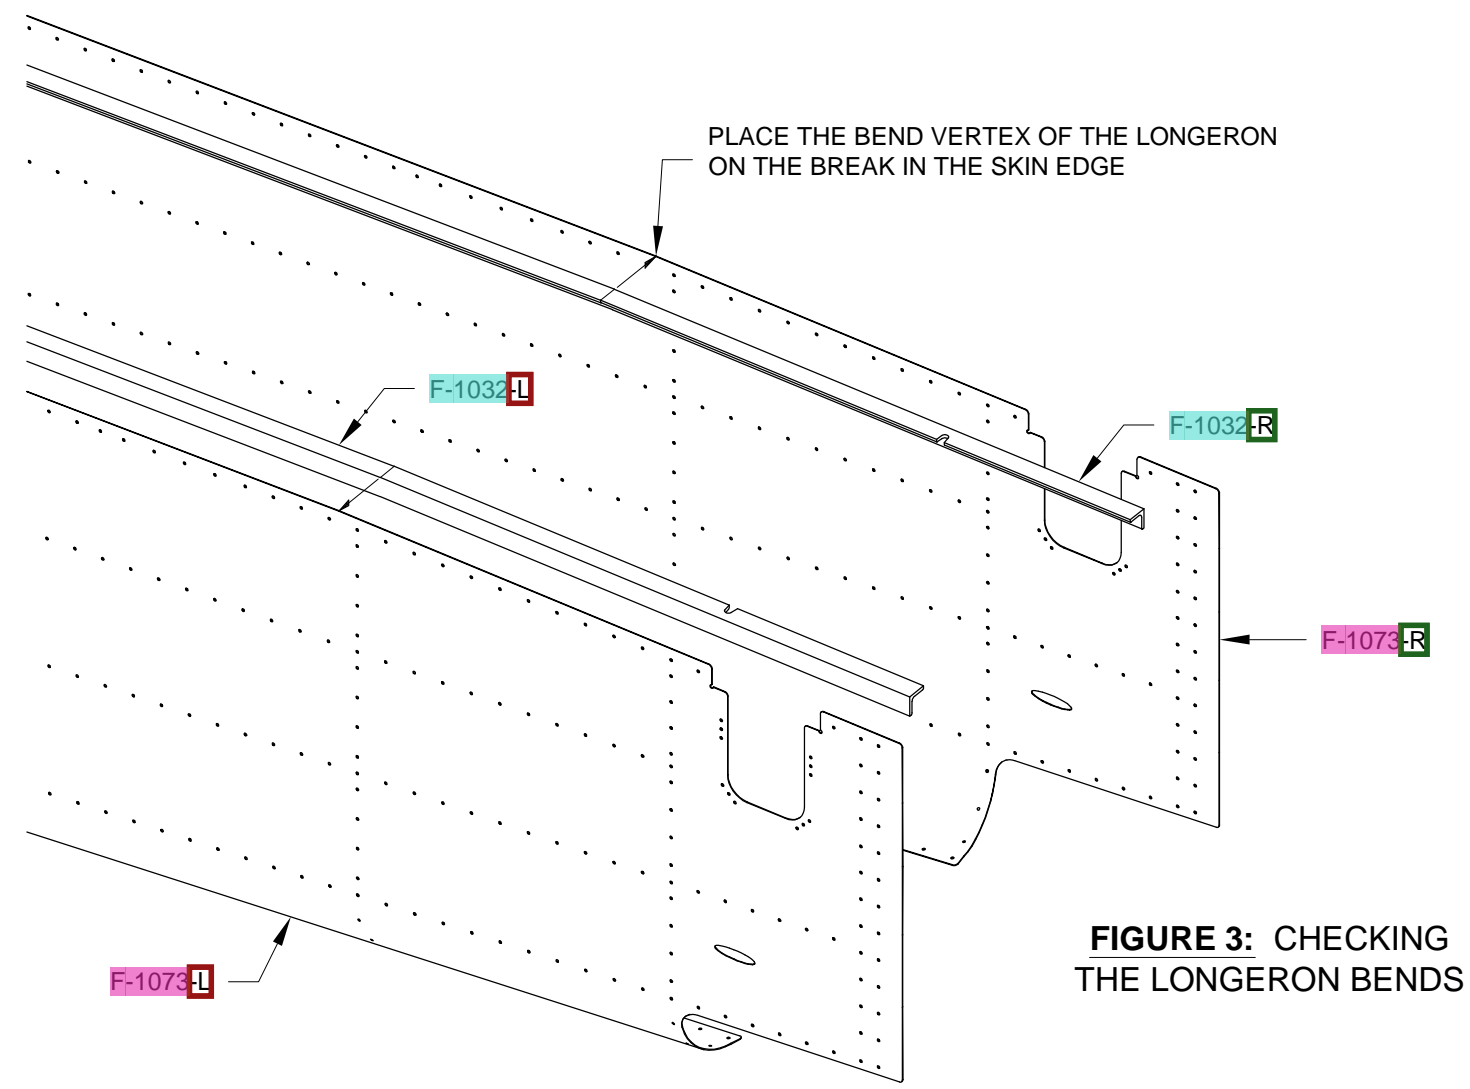 PLACE THE BEND VERTEX OF THE LONGERON
ON THE BREAK IN THE SKIN EDGE
F-1032-L
F-1032-R
F-1073-R
F-1073-L
FIGURE 3: CHECKING
THE LONGERON BENDS